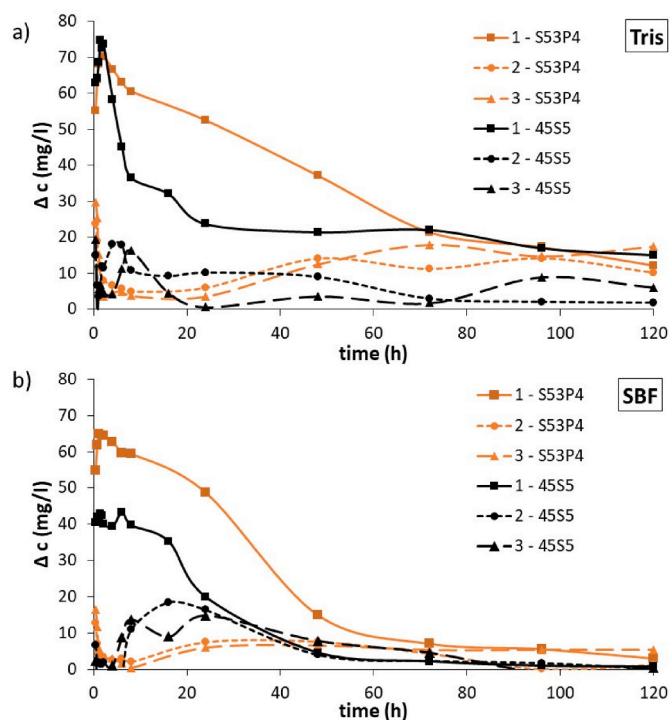 a)
Tris
80
70
60
50
40
30
20
10
0
Δ c (mg/l)
1 - S53P4
2 - S53P4
3 - S53P4
1 - 45S5
2 - 45S5
3 - 45S5
0 20 40 60 80 100 120
time (h)
b)
SBF
80
70
60
50
40
30
20
10
0
Δ c (mg/l)
1 - S53P4
2 - S53P4
3 - S53P4
1 - 45S5
2 - 45S5
3 - 45S5
0 20 40 60 80 100 120
time (h)